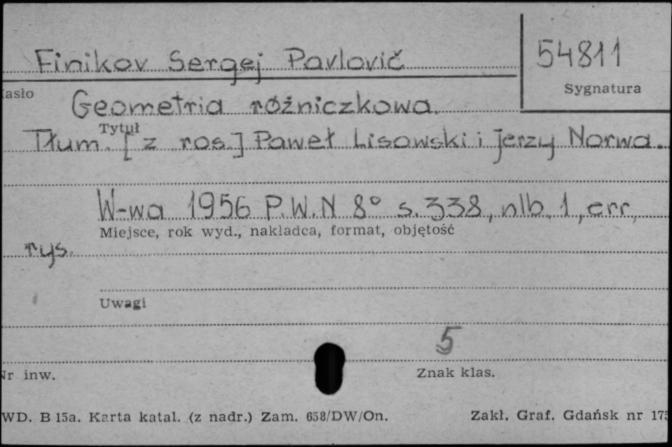 Finikov Sergej Pavlovič
54811
Sygnatura
asło
Geometria różniczkowa.
Tytuł
Tłum. [z ros.] Paweł Lisowski i Jerzy Norwa.
W-wa 1956 P.W.N 8° s. 338, nlb. 1, err,
Miejsce, rok wyd., nakładca, format, objętość
rys.
Uwagi
5
Nr inw.
Znak klas.
WD. B 15a. Karta katal. (z nadr.) Zam. 658/DW/On.
Zakł. Graf. Gdańsk nr 175